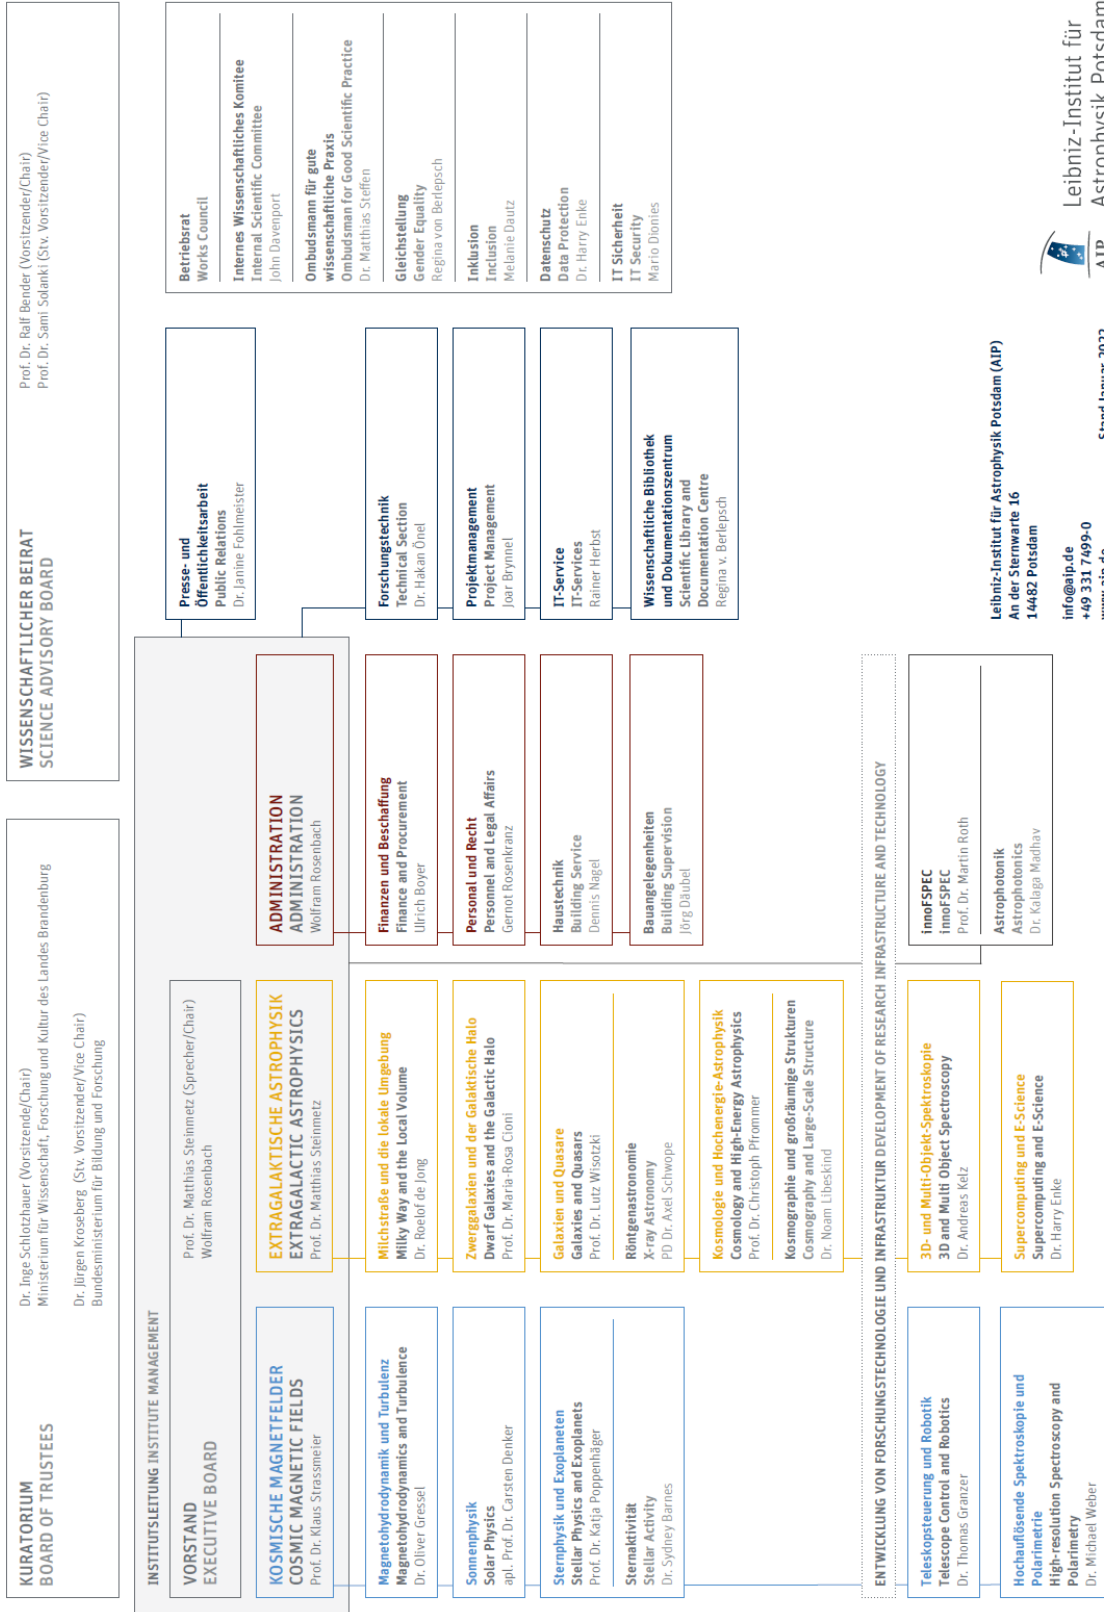 KURATORIUM
BOARD OF TRUSTEES
Dr. Inge Schlotzhauer (Vorsitzende/Chair)
Ministerium für Wissenschaft, Forschung und Kultur des Landes Brandenburg
Dr. Jürgen Kroseberg (Stv. Vorsitzender/Vice Chair)
Bundesministerium für Bildung und Forschung
WISSENSCHAFTLICHER BEIRAT
SCIENCE ADVISORY BOARD
Prof. Dr. Ralf Bender (Vorsitzender/Chair)
Prof. Dr. Sami Solanki (Stv. Vorsitzender/Vice Chair)
INSTITUTSLEITUNG INSTITUTE MANAGEMENT
VORSTAND
EXECUTIVE BOARD
Prof. Dr. Matthias Steinmetz (Sprecher/Chair)
Wolfram Rosenbach
KOSMISCHE MAGNETFELDER
COSMIC MAGNETIC FIELDS
Prof. Dr. Klaus Strassmeier
EXTRAGALAKTISCHE ASTROPHYSIK
EXTRAGALACTIC ASTROPHYSICS
Prof. Dr. Matthias Steinmetz
ADMINISTRATION
ADMINISTRATION
Wolfram Rosenbach
Presse- und
Öffentlichkeitsarbeit
Public Relations
Dr. Janine Fohlmeister
Magnetohydrodynamik und Turbulenz
Magnetohydrodynamics and Turbulence
Dr. Oliver Gressel
Sonnenphysik
Solar Physics
apl. Prof. Dr. Carsten Denker
Sternphysik und Exoplaneten
Stellar Physics and Exoplanets
Prof. Dr. Katja Poppenhäger
Sternaktivität
Stellar Activity
Dr. Sydney Barnes
Milchstraße und die lokale Umgebung
Milky Way and the Local Volume
Dr. Roelof de Jong
Zwerggalaxien und der Galaktische Halo
Dwarf Galaxies and the Galactic Halo
Prof. Dr. Maria-Rosa Cioni
Galaxien und Quasare
Galaxies and Quasars
Prof. Dr. Lutz Wisotzki
Röntgenastronomie
X-ray Astronomy
PD Dr. Axel Schwope
Kosmologie und Hochenergie-Astrophysik
Cosmology and High-Energy Astrophysics
Prof. Dr. Christoph Pfrommer
Kosmographie und großräumige Strukturen
Cosmography and Large-Scale Structure
Dr. Noam Libeskind
Finanzen und Beschaffung
Finance and Procurement
Ulrich Boyer
Personal und Recht
Personnel and Legal Affairs
Gernot Rosenkranz
Haustechnik
Building Service
Dennis Nagel
Bauangelegenheiten
Building Supervision
Jörg Däubel
Forschungstechnik
Technical Section
Dr. Hakan Önel
Projektmanagement
Project Management
Joar Brynnel
IT-Service
IT-Services
Rainer Herbst
Wissenschaftliche Bibliothek
und Dokumentationszentrum
Scientific Library and
Documentation Centre
Regina v. Berlepsch
Betriebsrat
Works Council
Internes Wissenschaftliches Komitee
Internal Scientific Committee
John Davenport
Ombudsmann für gute
wissenschaftliche Praxis
Ombudsman for Good Scientific Practice
Dr. Matthias Steffen
Gleichstellung
Gender Equality
Regina von Berlepsch
Inklusion
Inclusion
Melanie Dautz
Datenschutz
Data Protection
Dr. Harry Enke
IT Sicherheit
IT Security
Mario Dionies
ENTWICKLUNG VON FORSCHUNGSTECHNOLOGIE UND INFRASTRUKTUR DEVELOPMENT OF RESEARCH INFRASTRUCTURE AND TECHNOLOGY
Teleskopsteuerung und Robotik
Telescope Control and Robotics
Dr. Thomas Granzer
Hochauflösende Spektroskopie und
Polarimetrie
High-resolution Spectroscopy and
Polarimetry
Dr. Michael Weber
3D- und Multi-Objekt-Spektroskopie
3D and Multi Object Spectroscopy
Dr. Andreas Kelz
Supercomputing und E-Science
Supercomputing and E-Science
Dr. Harry Enke
innoFSPEC
innoFSPEC
Prof. Dr. Martin Roth
Astrophotonik
Astrophotonics
Dr. Kalaga Madhav
Leibniz-Institut für Astrophysik Potsdam (AIP)
An der Sternwarte 16
14482 Potsdam
info@aip.de
+49 331 7499-0
www.aip.de
Stand Januar 2022
AIP
Leibniz-Institut für
Astrophysik Potsdam